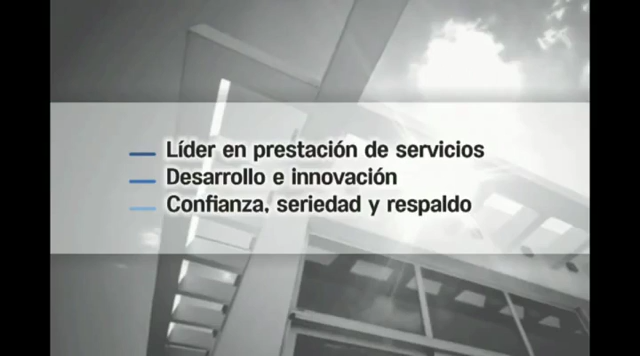 Líder en prestación de servicios
Desarrollo e innovación
Confianza, seriedad y respaldo